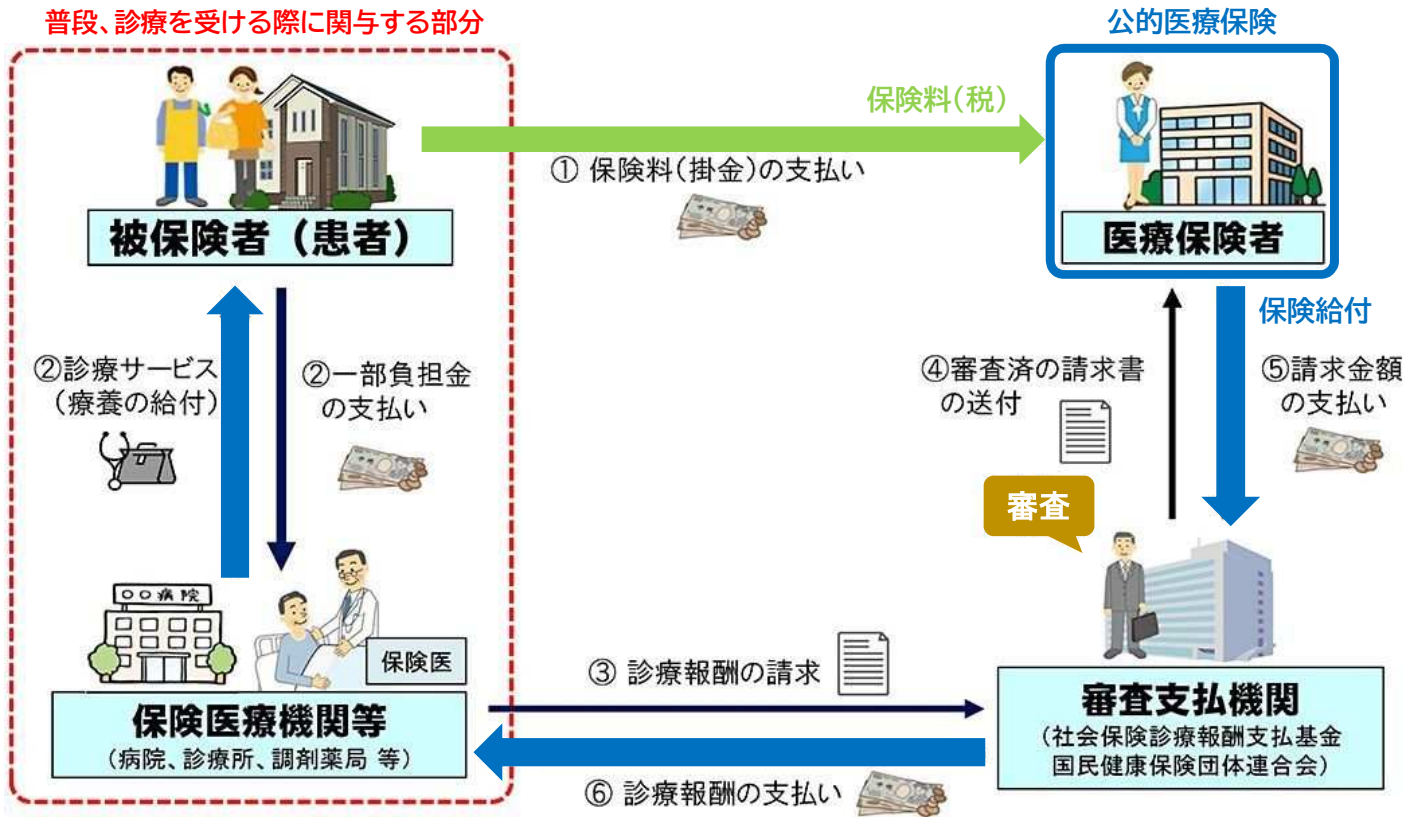 普段、診療を受ける際に関与する部分
公的医療保険
保険料(税)
① 保険料(掛金)の支払い
被保険者（患者）
医療保険者
保険給付
②診療サービス
（療養の給付）
②一部負担金
の支払い
④審査済の請求書
の送付
⑤請求金額
の支払い
審査
○○病院
保険医
③ 診療報酬の請求
保険医療機関等
（病院、診療所、調剤薬局 等）
審査支払機関
（社会保険診療報酬支払基金
国民健康保険団体連合会）
⑥ 診療報酬の支払い